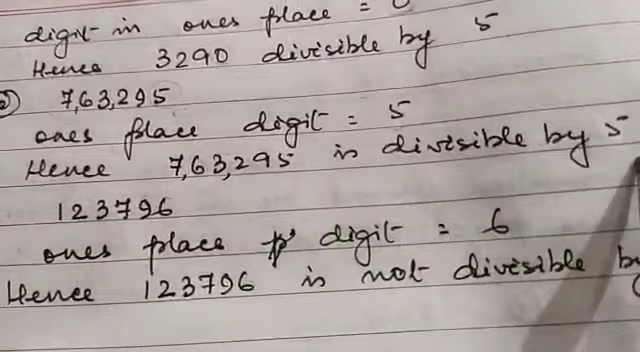 digit in ones place = 0
Hence 3290 divisible by 5
7,63,295
ones place digit = 5
Hence 7,63,295 is divisible by 5
123796
ones place digit = 6
Hence 123796 is not divisible by